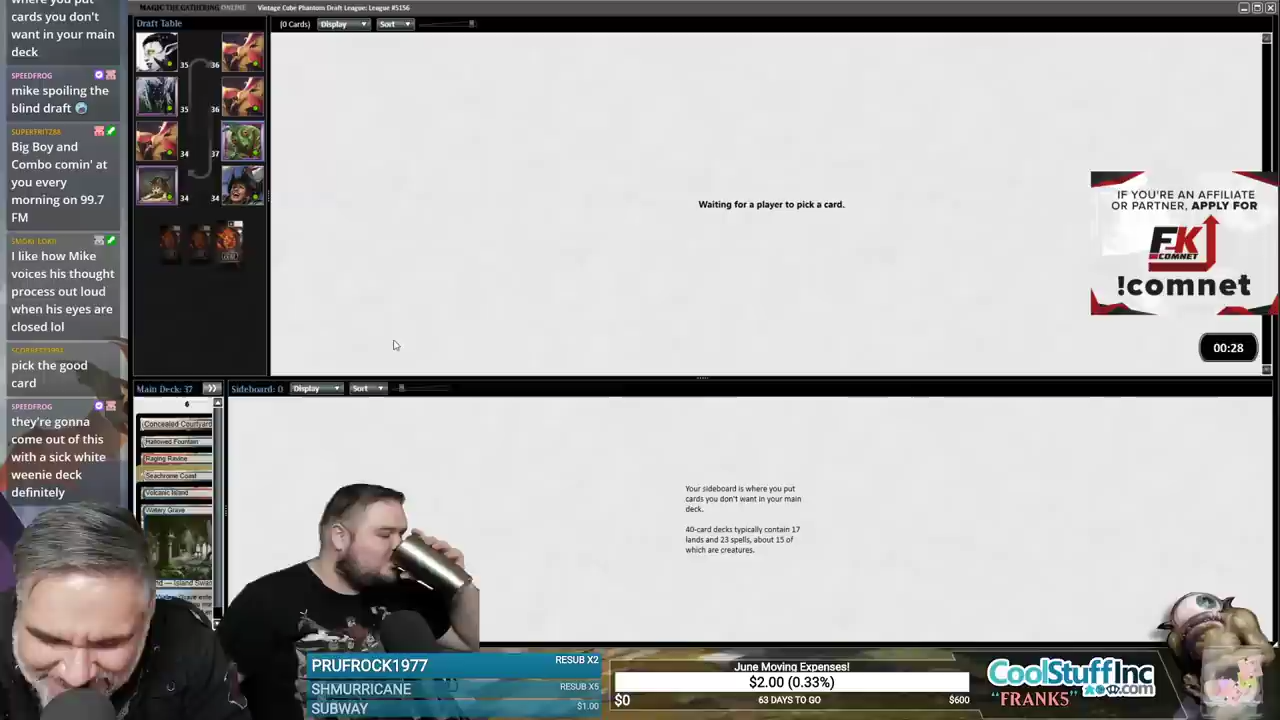 where you put
cards you don't
want in your main
deck
SPEEDFROG
mike spoiling the
blind draft
SUPERFRITZ88
Big Boy and
Combo comin' at
you every
morning on 99.7
FM
SMOKI_LOKII
I like how Mike
voices his thought
process out loud
when his eyes are
closed lol
pick the good
card
SPEEDFROG
they're gonna
come out of this
with a sick white
weenie deck
definitely
MAGIC THE GATHERING ONLINE
Vintage Cube Phantom Draft League: League #5156
Draft Table
(0 Cards)
Display
Sort
35
36
35
36
34
37
34
34
Waiting for a player to pick a card.
IF YOU'RE AN AFFILIATE
OR PARTNER, APPLY FOR
COMNET
!comnet
00:28
Main Deck: 37
Sideboard: 0
Display
Sort
6
Concealed Courtyard
Hallowed Fountain
Raging Ravine
Seachrome Coast
Volcanic Island
Watery Grave
Your sideboard is where you put
cards you don't want in your main
deck.
40-card decks typically contain 17
lands and 23 spells, about 15 of
which are creatures.
PRUFROCK1977
RESUB X2
SHMURRICANE
RESUB X5
SUBWAY
$1.00
June Moving Expenses!
$2.00 (0.33%)
$0
63 DAYS TO GO
$600
CoolStuffInc
.com
"FRANK5"